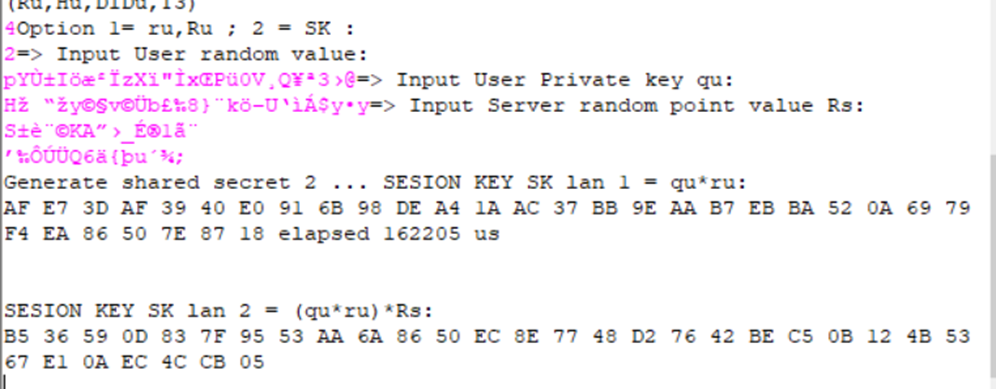 (Ru,Hu,DIDu,T3)
4Option 1= ru,Ru ; 2 = SK :
2=> Input User random value:
pYÙ±Iöæ²ÏzXï"ÌxŒPü0V¸Q¥ª3›@=> Input User Private key qu:
Hž “žy©§v©Üb£‰8}¨kö–U‘ìÁ$y•y=> Input Server random point value Rs:
S±è¨©KA”›_É®lã¨
’‰ÔÚÜQ6ä{þu´¾;
Generate shared secret 2 ... SESION KEY SK lan 1 = qu*ru:
AF E7 3D AF 39 40 E0 91 6B 98 DE A4 1A AC 37 BB 9E AA B7 EB BA 52 0A 69 79
F4 EA 86 50 7E 87 18 elapsed 162205 us
SESION KEY SK lan 2 = (qu*ru)*Rs:
B5 36 59 0D 83 7F 95 53 AA 6A 86 50 EC 8E 77 48 D2 76 42 BE C5 0B 12 4B 53
67 E1 0A EC 4C CB 05